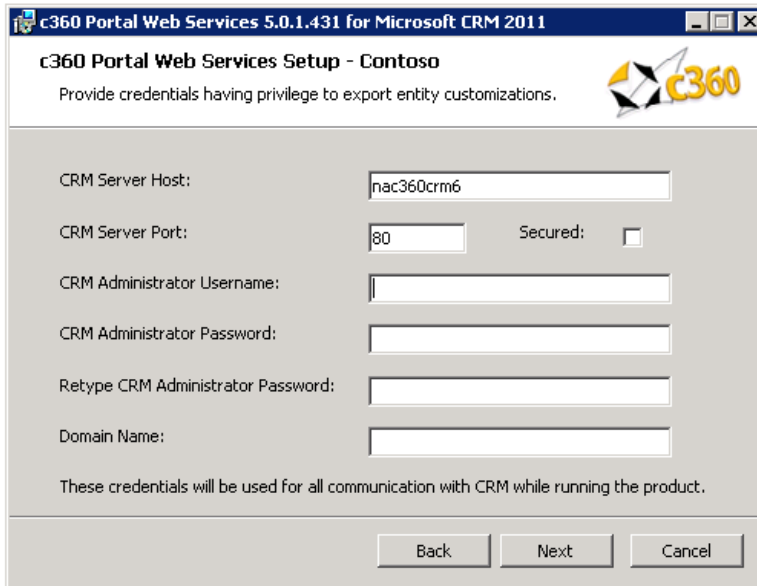 c360 Portal Web Services 5.0.1.431 for Microsoft CRM 2011
c360 Portal Web Services Setup - Contoso
Provide credentials having privilege to export entity customizations.
c360
CRM Server Host:
nac360crm6
CRM Server Port:
80
Secured:
CRM Administrator Username:
CRM Administrator Password:
Retype CRM Administrator Password:
Domain Name:
These credentials will be used for all communication with CRM while running the product.
Back
Next
Cancel